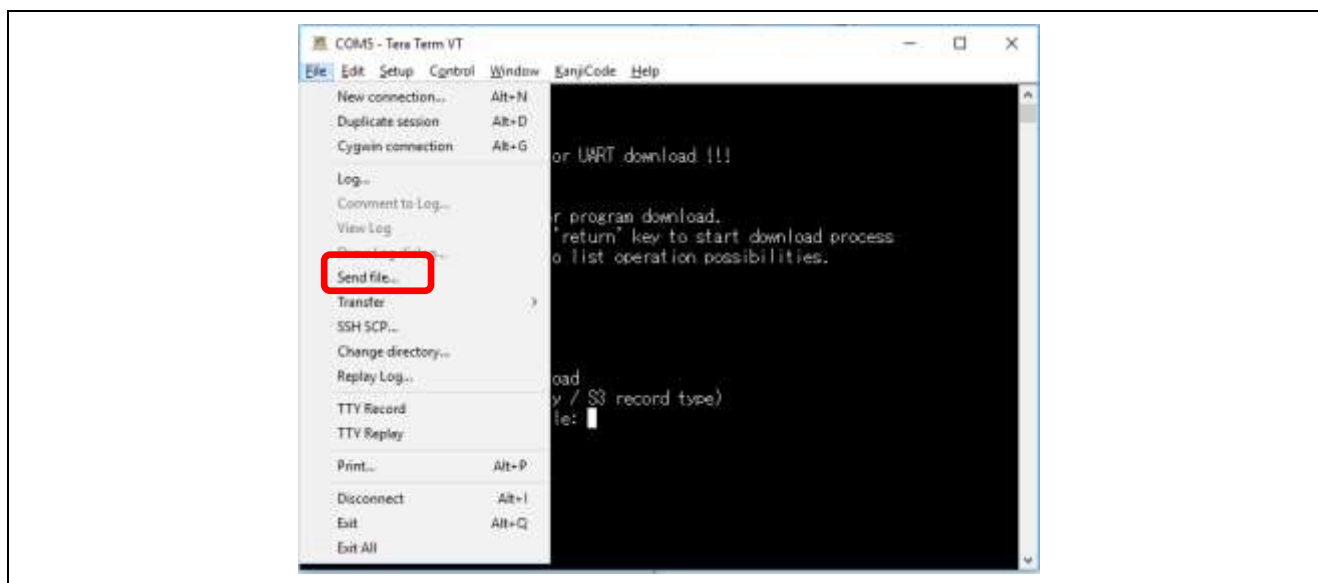 COM5 - Tera Term VT
File Edit Setup Control Window KanjiCode Help
New connection... Alt+N
Duplicate session Alt+D
Cygwin connection Alt+G
Log...
Comment to Log...
View Log
Send file...
Transfer >
SSH SCP...
Change directory...
Replay Log...
TTY Record
TTY Replay
Print... Alt+P
Disconnect Alt+I
Exit Alt+Q
Exit All
or UART download !!!
r program download.
'return' key to start download process
o list operation possibilities.
oad
y / S3 record type)
le: